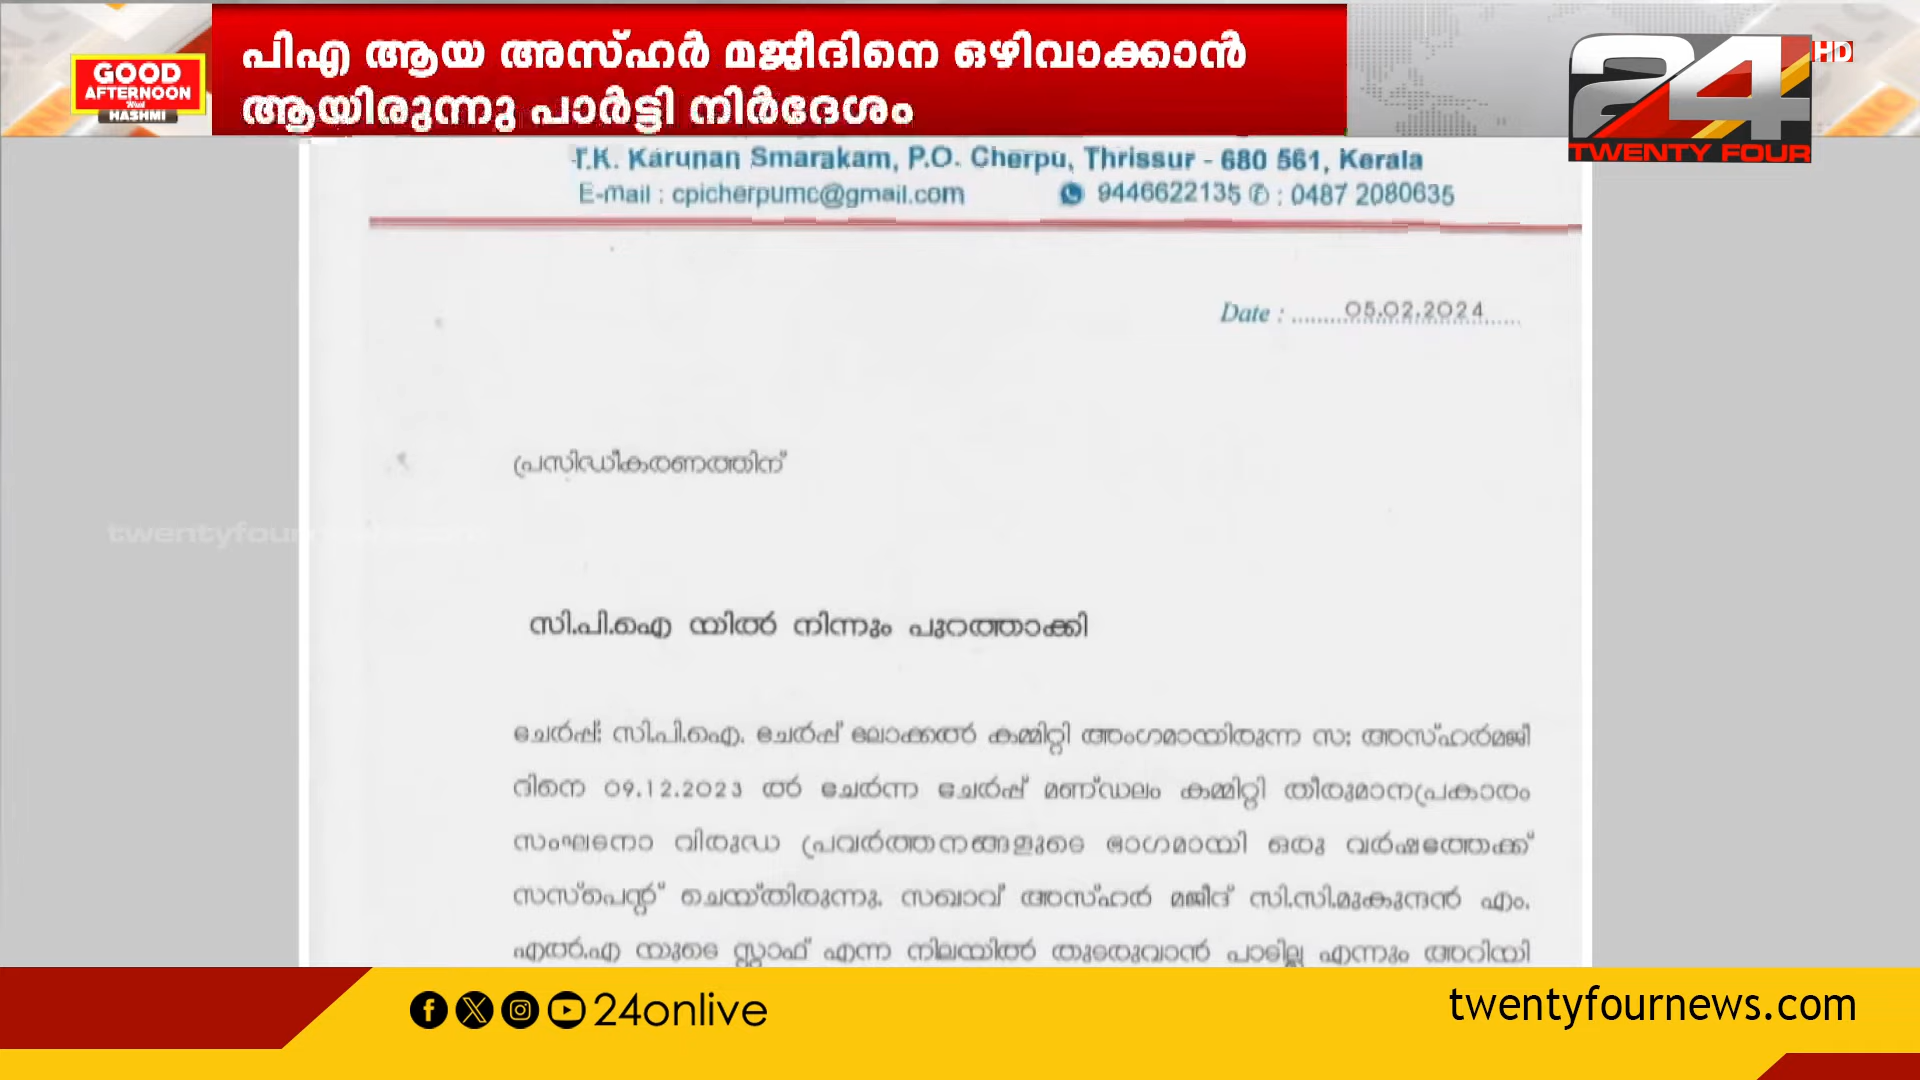 പിഎ ആയ അസ്ഹർ മജീദിനെ ഒഴിവാക്കാൻ
ആയിരുന്നു പാർട്ടി നിർദേശം
GOOD
AFTERNOON
With
HASHMI
24 HD
TWENTY FOUR
T.K. Karunan Smarakam, P.O. Cherpu, Thrissur - 680 561, Kerala
E-mail : cpicherpumc@gmail.com 9446622135 ✆ : 0487 2080635
Date : ........05.02.2024......
പ്രസിദ്ധീകരണത്തിന്
twentyfournews.com
സി.പി.ഐ യിൽ നിന്നും പുറത്താക്കി
ചേർപ്പ്: സി.പി.ഐ. ചേർപ്പ് ലോക്കൽ കമ്മിറ്റി അംഗമായിരുന്ന സ: അസ്ഹർമജീ
ദിനെ 09.12.2023 ൽ ചേർന്ന ചേർപ്പ് മണ്ഡലം കമ്മിറ്റി തീരുമാനപ്രകാരം
സംഘടനാ വിരുദ്ധ പ്രവർത്തനങ്ങളുടെ ഭാഗമായി ഒരു വർഷത്തേക്ക്
സസ്പെന്റ് ചെയ്തിരുന്നു. സഖാവ് അസ്ഹർ മജീദ് സി.സി.മുകുന്ദൻ എം.
എൽ.എ യുടെ സ്റ്റാഫ് എന്ന നിലയിൽ തുടരുവാൻ പാടില്ല എന്നും അറിയി
24onlive
twentyfournews.com